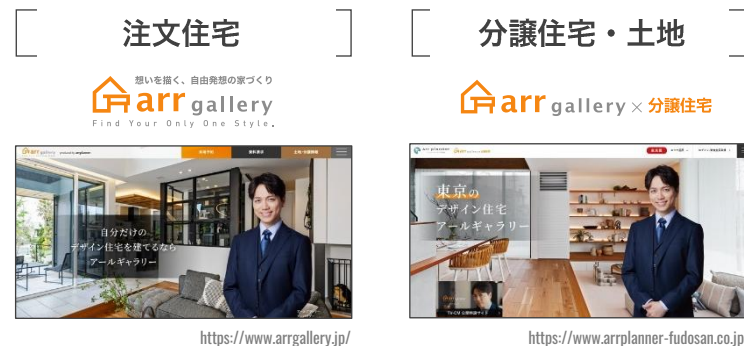 注文住宅
想いを描く、自由発想の家づくり
arr gallery
Find Your Only One Style.
自分だけの
デザイン住宅を建てるなら
アールギャラリー
https://www.arrgallery.jp/
分譲住宅・土地
arr gallery × 分譲住宅
東京の
デザイン住宅
アールギャラリー
https://www.arrplanner-fudosan.co.jp